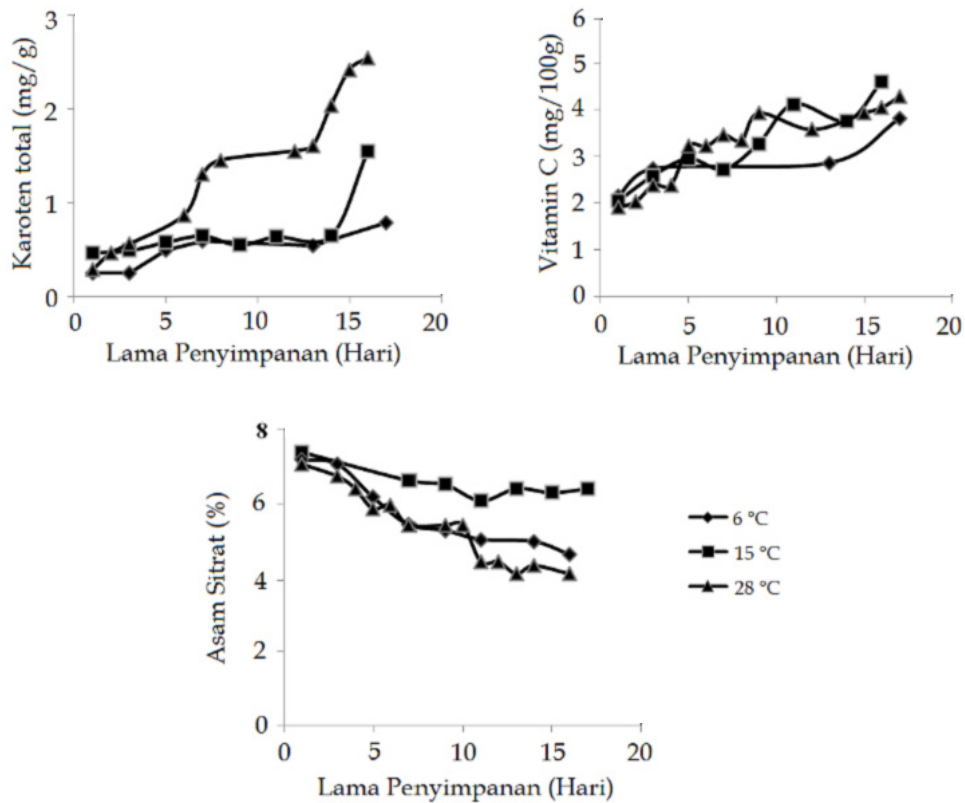 Karoten total (mg/g)
3
2
1
0
0 5 10 15 20
Lama Penyimpanan (Hari)
Vitamin C (mg/100g)
6
5
4
3
2
1
0
0 5 10 15 20
Lama Penyimpanan (Hari)
Asam Sitrat (%)
8
6
4
2
0
0 5 10 15 20
Lama Penyimpanan (Hari)
6 °C
15 °C
28 °C